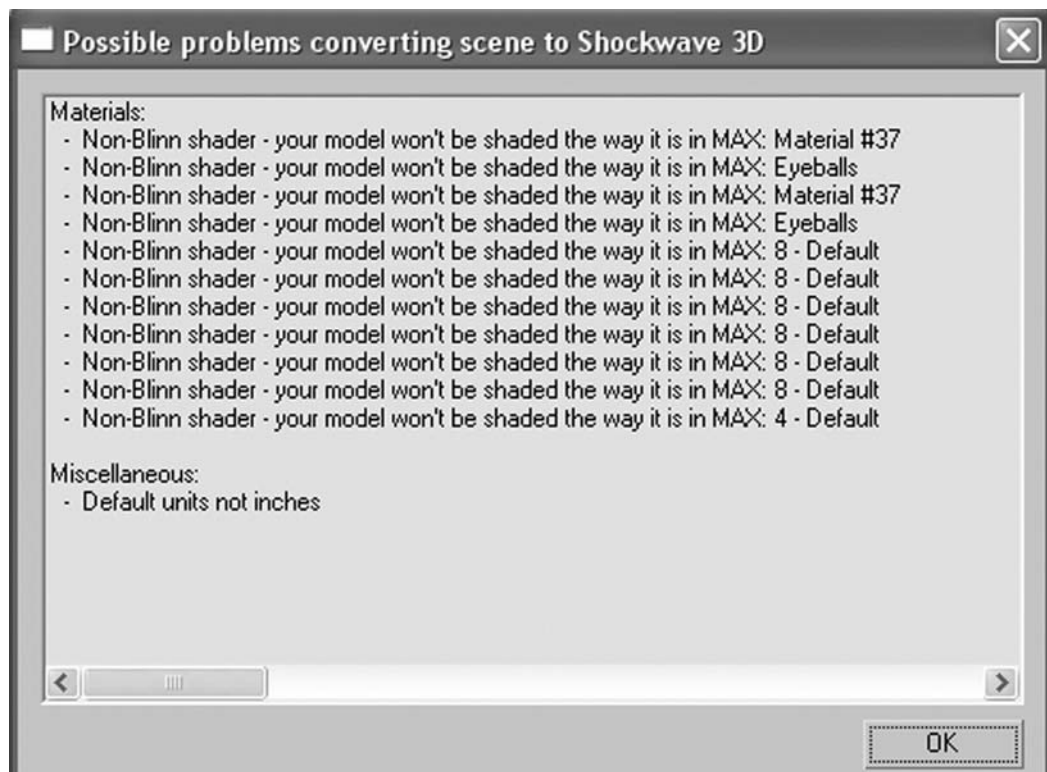 Possible problems converting scene to Shockwave 3D
Materials:
- Non-Blinn shader - your model won't be shaded the way it is in MAX: Material #37
- Non-Blinn shader - your model won't be shaded the way it is in MAX: Eyeballs
- Non-Blinn shader - your model won't be shaded the way it is in MAX: Material #37
- Non-Blinn shader - your model won't be shaded the way it is in MAX: Eyeballs
- Non-Blinn shader - your model won't be shaded the way it is in MAX: 8 - Default
- Non-Blinn shader - your model won't be shaded the way it is in MAX: 8 - Default
- Non-Blinn shader - your model won't be shaded the way it is in MAX: 8 - Default
- Non-Blinn shader - your model won't be shaded the way it is in MAX: 8 - Default
- Non-Blinn shader - your model won't be shaded the way it is in MAX: 8 - Default
- Non-Blinn shader - your model won't be shaded the way it is in MAX: 8 - Default
- Non-Blinn shader - your model won't be shaded the way it is in MAX: 4 - Default
Miscellaneous:
- Default units not inches
OK